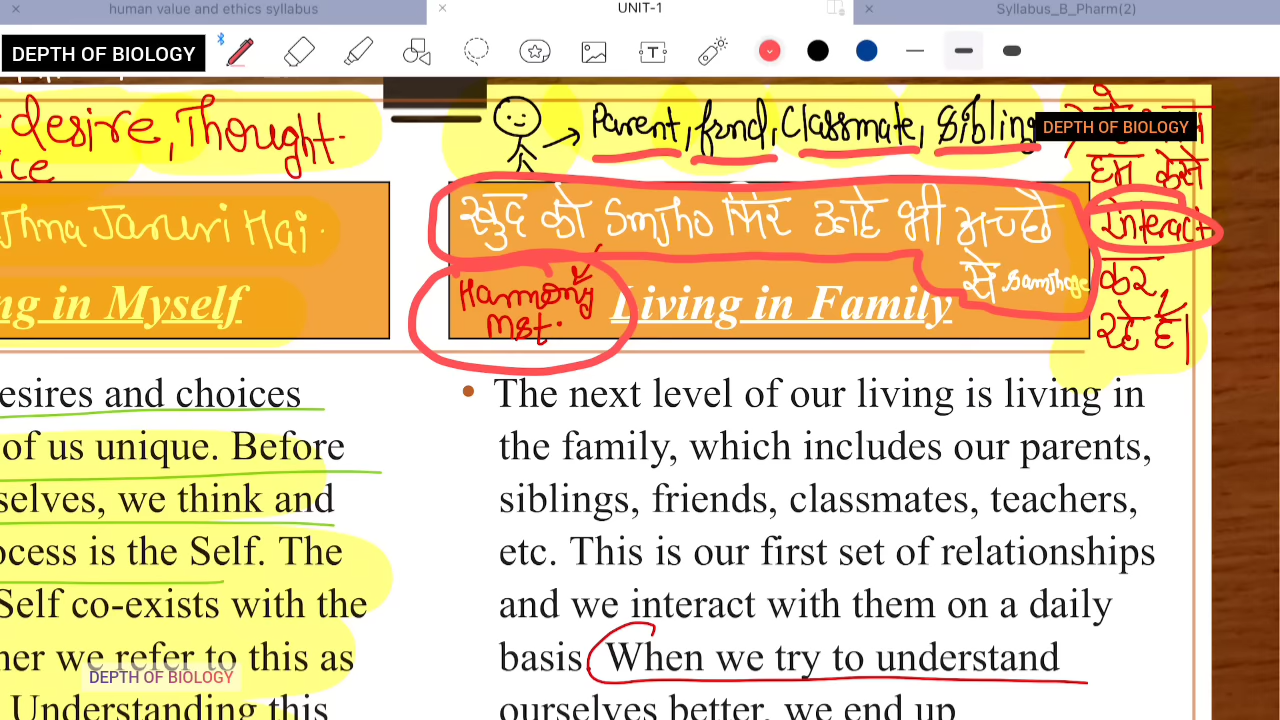 human value and ethics syllabus
UNIT-1
Syllabus_B_Pharm(2)
DEPTH OF BIOLOGY
desire, Thought.
ce
Parent, frnd, Classmate, Sibling
DEPTH OF BIOLOGY
हम कैसे
Interact
कर
रहे है।
Jaruri Hai.
खुद को Smjho फिर उन्हे भी अच्छे
से Samjhoge
Harmony
Mst.
ng in Myself
Living in Family
esires and choices
of us unique. Before
selves, we think and
ocess is the Self. The
Self co-exists with the
her we refer to this as
Understanding this
DEPTH OF BIOLOGY
• The next level of our living is living in
the family, which includes our parents,
siblings, friends, classmates, teachers,
etc. This is our first set of relationships
and we interact with them on a daily
basis. When we try to understand
ourselves better, we end up